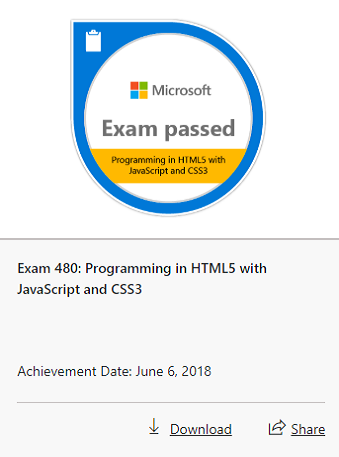 Microsoft
Exam passed
Programming in HTML5 with
JavaScript and CSS3
Exam 480: Programming in HTML5 with
JavaScript and CSS3
Achievement Date: June 6, 2018
Download Share